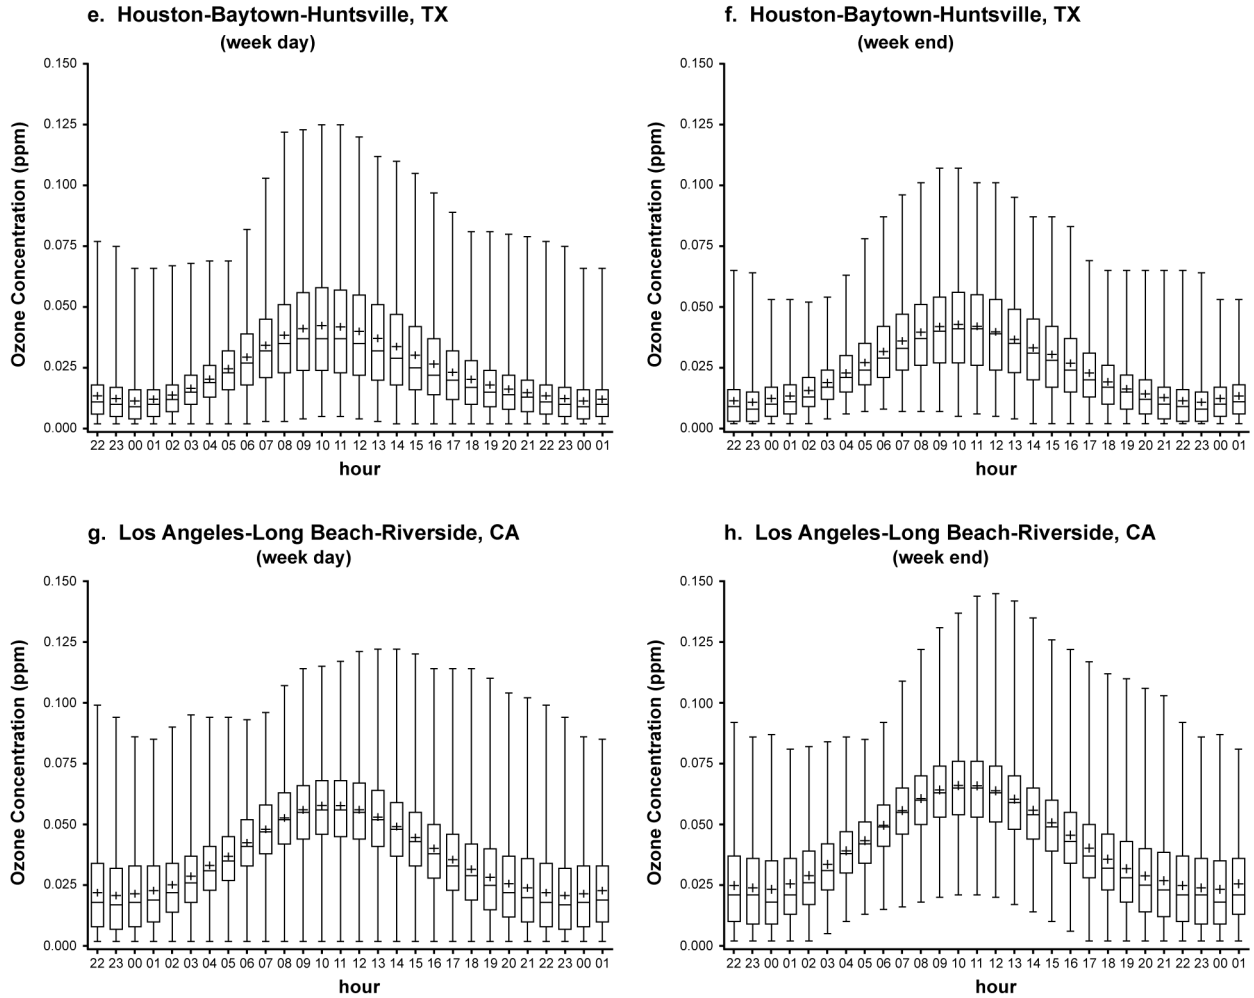 e. Houston-Baytown-Huntsville, TX
(week day)
Ozone Concentration (ppm)
0.150
0.125
0.100
0.075
0.050
0.025
0.000
22 23 00 01 02 03 04 05 06 07 08 09 10 11 12 13 14 15 16 17 18 19 20 21 22 23 00 01
hour
f. Houston-Baytown-Huntsville, TX
(week end)
Ozone Concentration (ppm)
0.150
0.125
0.100
0.075
0.050
0.025
0.000
22 23 00 01 02 03 04 05 06 07 08 09 10 11 12 13 14 15 16 17 18 19 20 21 22 23 00 01
hour
g. Los Angeles-Long Beach-Riverside, CA
(week day)
Ozone Concentration (ppm)
0.150
0.125
0.100
0.075
0.050
0.025
0.000
22 23 00 01 02 03 04 05 06 07 08 09 10 11 12 13 14 15 16 17 18 19 20 21 22 23 00 01
hour
h. Los Angeles-Long Beach-Riverside, CA
(week end)
Ozone Concentration (ppm)
0.150
0.125
0.100
0.075
0.050
0.025
0.000
22 23 00 01 02 03 04 05 06 07 08 09 10 11 12 13 14 15 16 17 18 19 20 21 22 23 00 01
hour